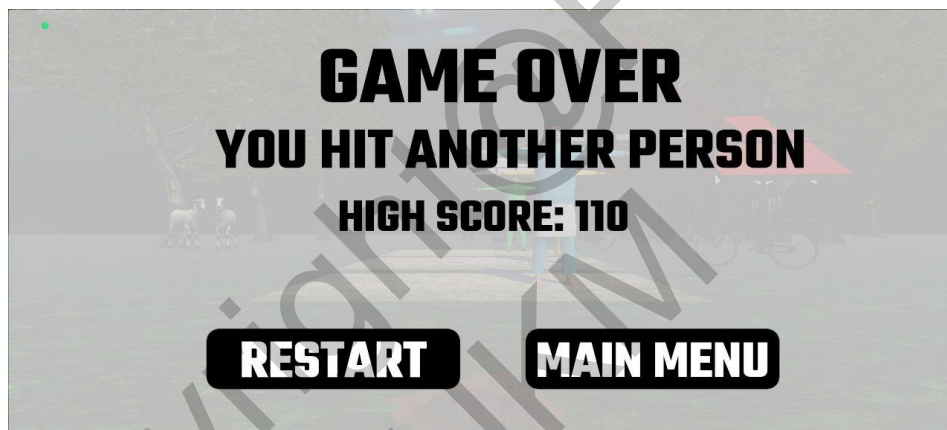 GAME OVER
YOU HIT ANOTHER PERSON
HIGH SCORE: 110
RESTART
MAIN MENU